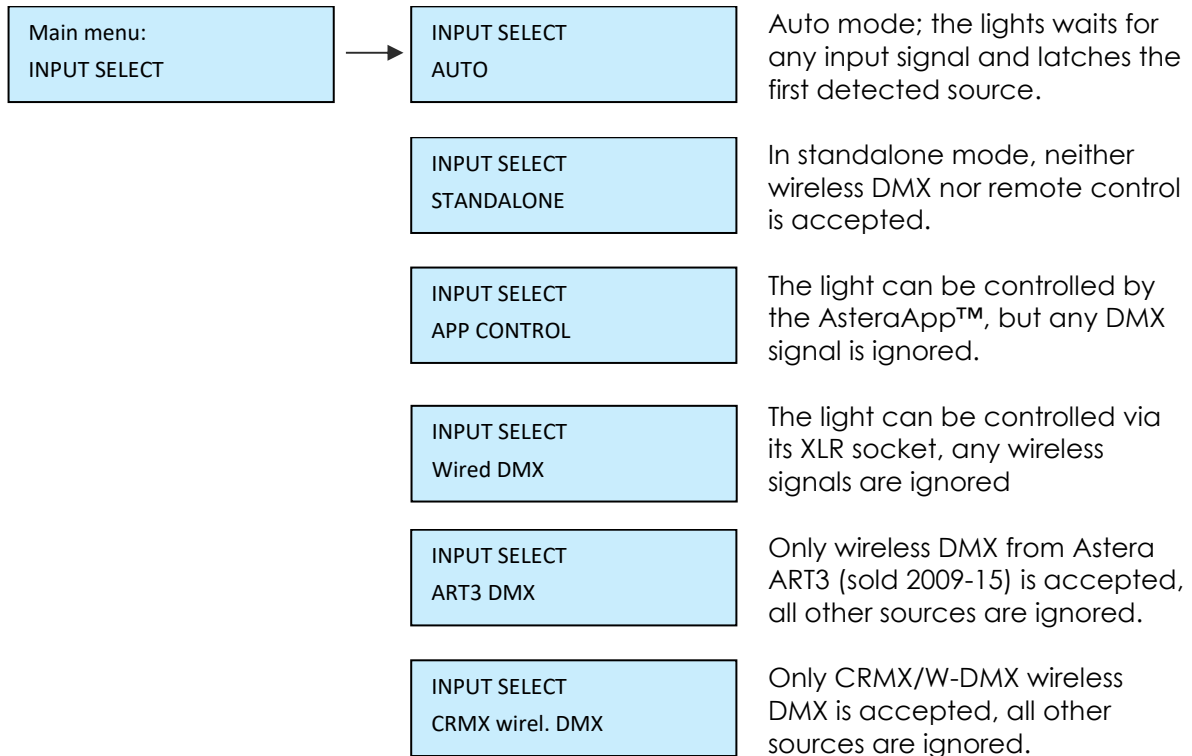 Main menu:
INPUT SELECT
INPUT SELECT
AUTO
Auto mode; the lights waits for
any input signal and latches the
first detected source.
INPUT SELECT
STANDALONE
In standalone mode, neither
wireless DMX nor remote control
is accepted.
INPUT SELECT
APP CONTROL
The light can be controlled by
the AsteraApp™, but any DMX
signal is ignored.
INPUT SELECT
Wired DMX
The light can be controlled via
its XLR socket, any wireless
signals are ignored
INPUT SELECT
ART3 DMX
Only wireless DMX from Astera
ART3 (sold 2009-15) is accepted,
all other sources are ignored.
INPUT SELECT
CRMX wirel. DMX
Only CRMX/W-DMX wireless
DMX is accepted, all other
sources are ignored.